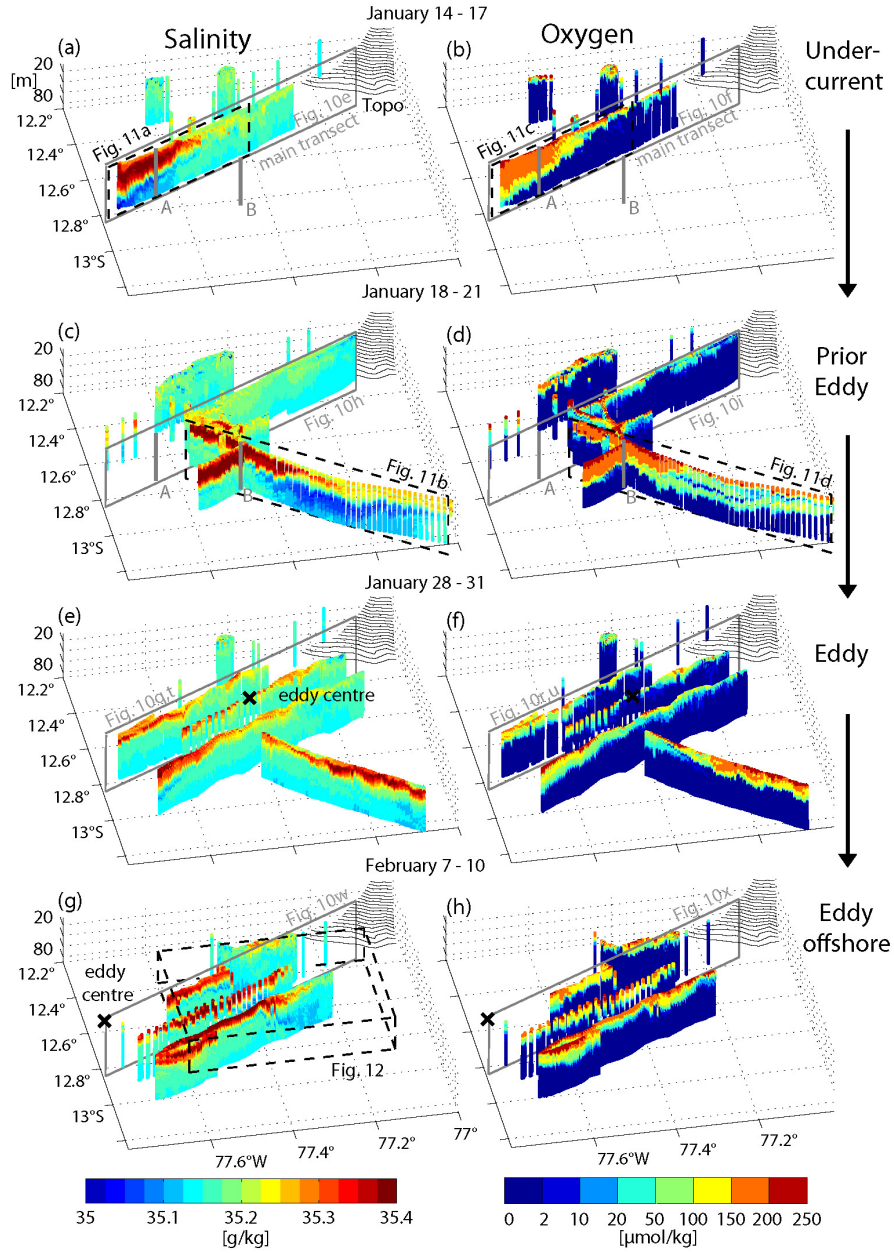 January 14 - 17
(a)
Salinity
(b)
Oxygen
Under-
current
20
[m]
80
12.2°
12.4°
12.6°
12.8°
13°S
Fig. 11a
Fig. 10e
main transect
Topo
A
B
Fig. 11c
Fig. 10f
main transect
A
B
January 18 - 21
(c)
(d)
Prior
Eddy
20
80
12.2°
12.4°
12.6°
12.8°
13°S
Fig. 10h
Fig. 11b
A
B
Fig. 10i
Fig. 11d
A
B
January 28 - 31
(e)
(f)
Eddy
20
80
12.2°
12.4°
12.6°
12.8°
13°S
Fig. 10q,t
eddy centre
Fig. 10r,u
February 7 - 10
(g)
(h)
Eddy
offshore
20
80
12.2°
12.4°
12.6°
12.8°
13°S
eddy
centre
Fig. 10w
Fig. 12
Fig. 10x
77.6°W
77.4°
77.2°
77°
77.6°W
77.4°
77.2°
35
35.1
35.2
35.3
35.4
[g/kg]
0
2
10
20
50
100
150
200
250
[µmol/kg]